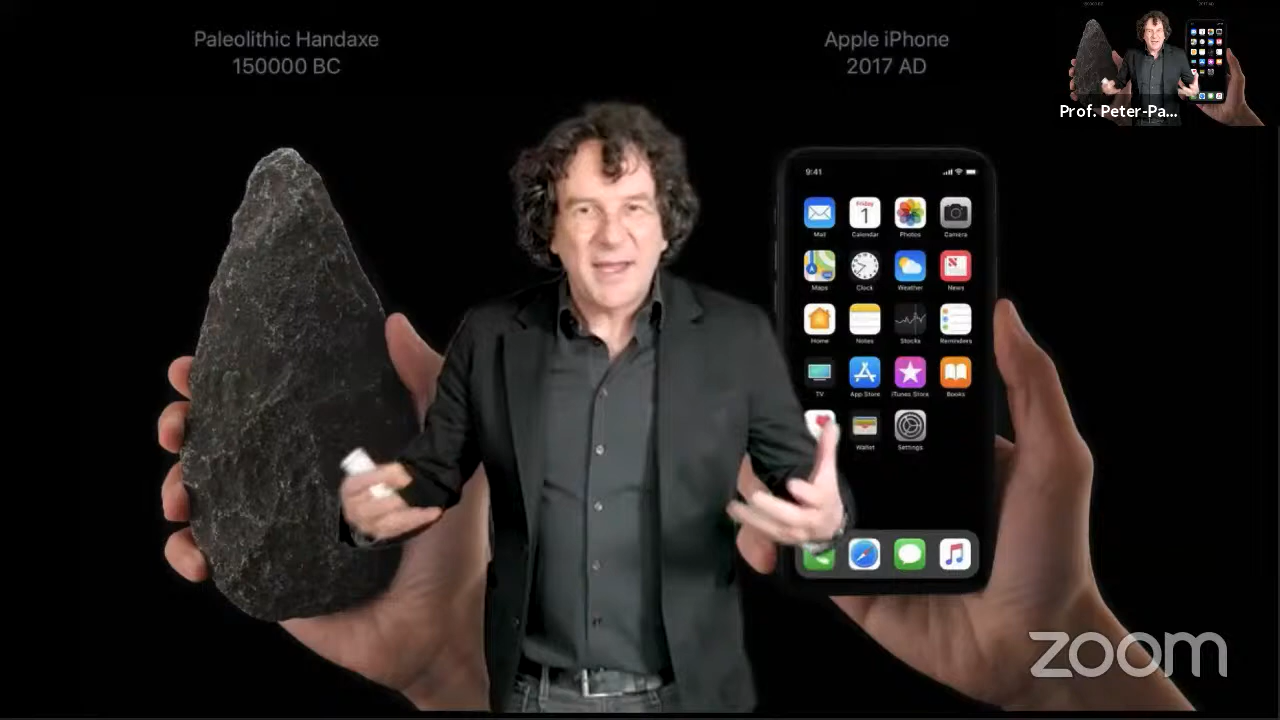 Paleolithic Handaxe
150000 BC
Apple iPhone
2017 AD
Prof. Peter-Pa...
9:41
Mail
Friday
1
Calendar
Photos
Camera
Maps
Clock
Weather
News
Home
Notes
Stocks
Reminders
TV
App Store
iTunes Store
Books
Wallet
Settings
zoom